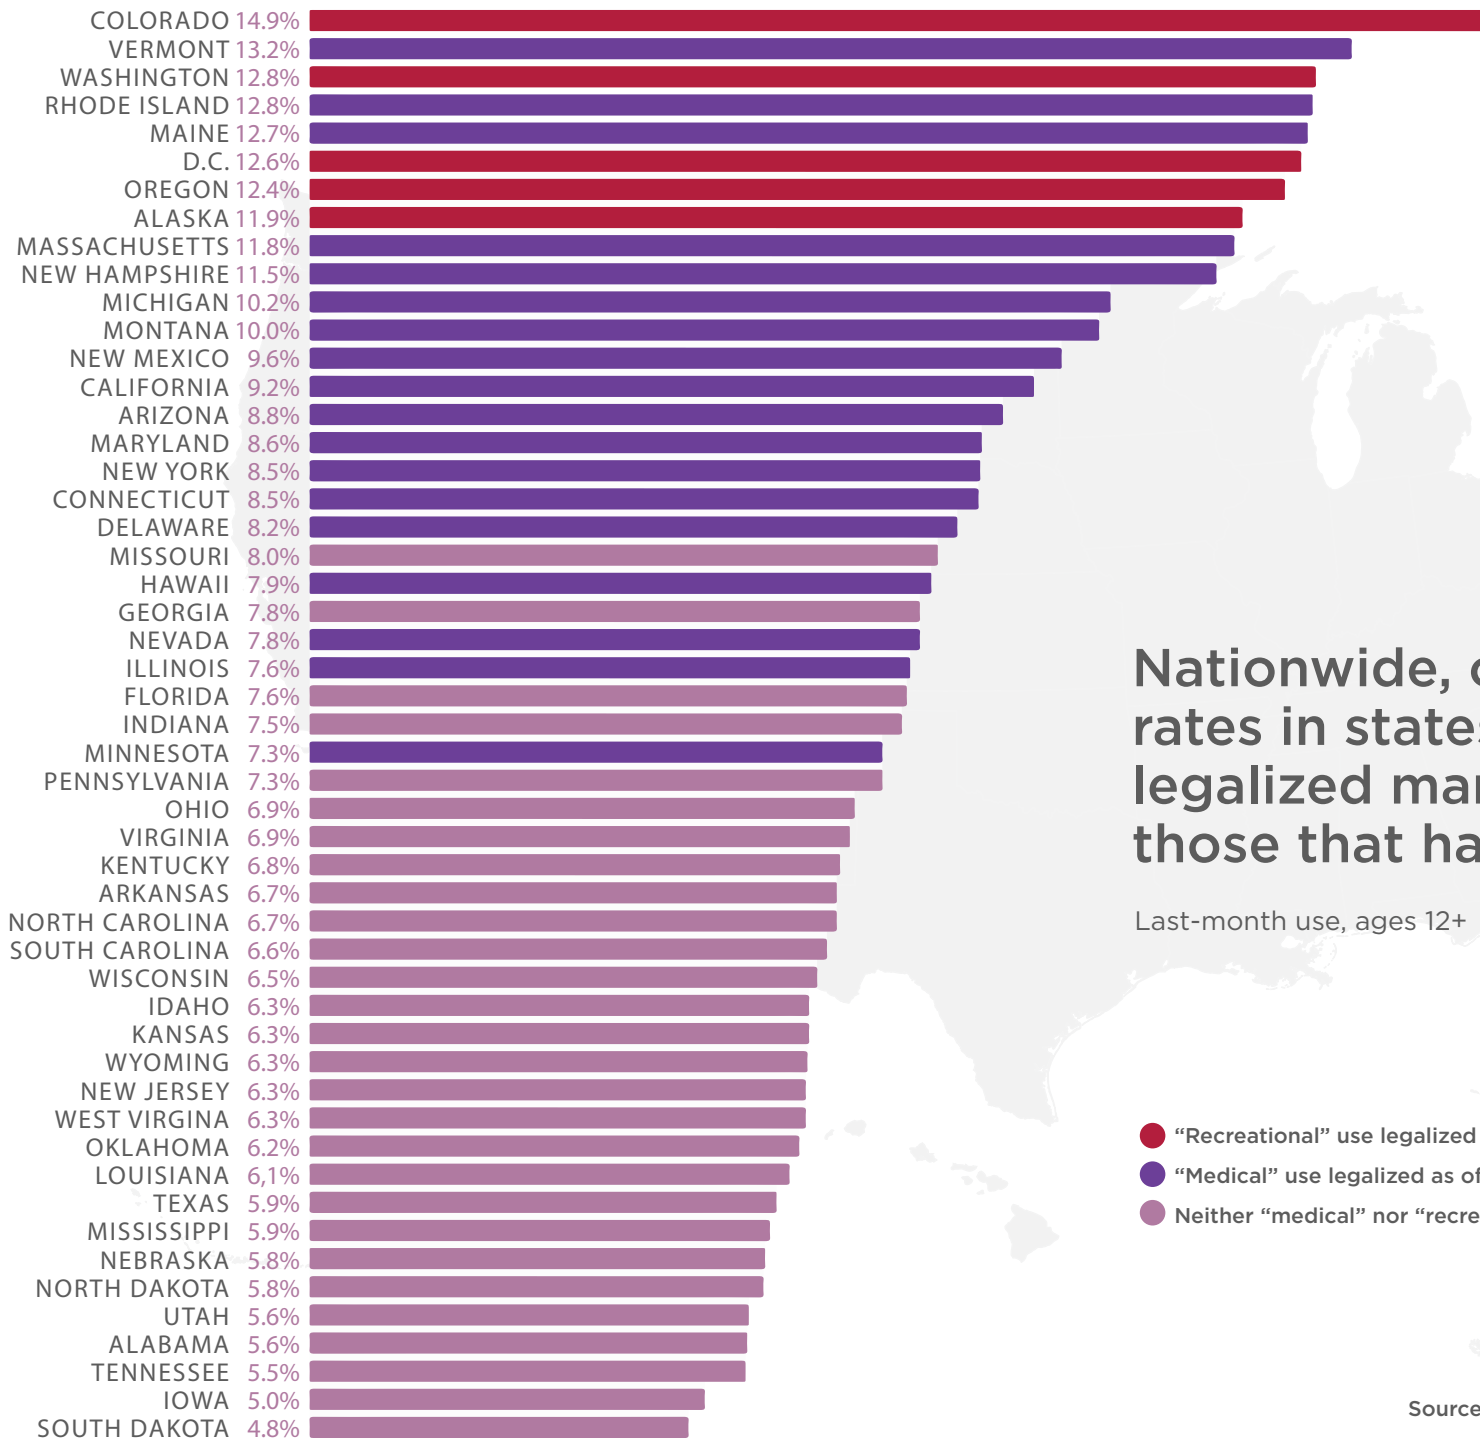 COLORADO 14.9%
VERMONT 13.2%
WASHINGTON 12.8%
RHODE ISLAND 12.8%
MAINE 12.7%
D.C. 12.6%
OREGON 12.4%
ALASKA 11.9%
MASSACHUSETTS 11.8%
NEW HAMPSHIRE 11.5%
MICHIGAN 10.2%
MONTANA 10.0%
NEW MEXICO 9.6%
CALIFORNIA 9.2%
ARIZONA 8.8%
MARYLAND 8.6%
NEW YORK 8.5%
CONNECTICUT 8.5%
DELAWARE 8.2%
MISSOURI 8.0%
HAWAII 7.9%
GEORGIA 7.8%
NEVADA 7.8%
ILLINOIS 7.6%
FLORIDA 7.6%
INDIANA 7.5%
MINNESOTA 7.3%
PENNSYLVANIA 7.3%
OHIO 6.9%
VIRGINIA 6.9%
KENTUCKY 6.8%
ARKANSAS 6.7%
NORTH CAROLINA 6.7%
SOUTH CAROLINA 6.6%
WISCONSIN 6.5%
IDAHO 6.3%
KANSAS 6.3%
WYOMING 6.3%
NEW JERSEY 6.3%
WEST VIRGINA 6.3%
OKLAHOMA 6.2%
LOUISIANA 6,1%
TEXAS 5.9%
MISSISSIPPI 5.9%
NEBRASKA 5.8%
NORTH DAKOTA 5.8%
UTAH 5.6%
ALABAMA 5.6%
TENNESSEE 5.5%
IOWA 5.0%
SOUTH DAKOTA 4.8%
Nationwide,
rates in states
legalized mar
those that ha
Last-month use, ages 12+
“Recreational” use legalized
“Medical” use legalized as of
Neither “medical” nor “recre
Source